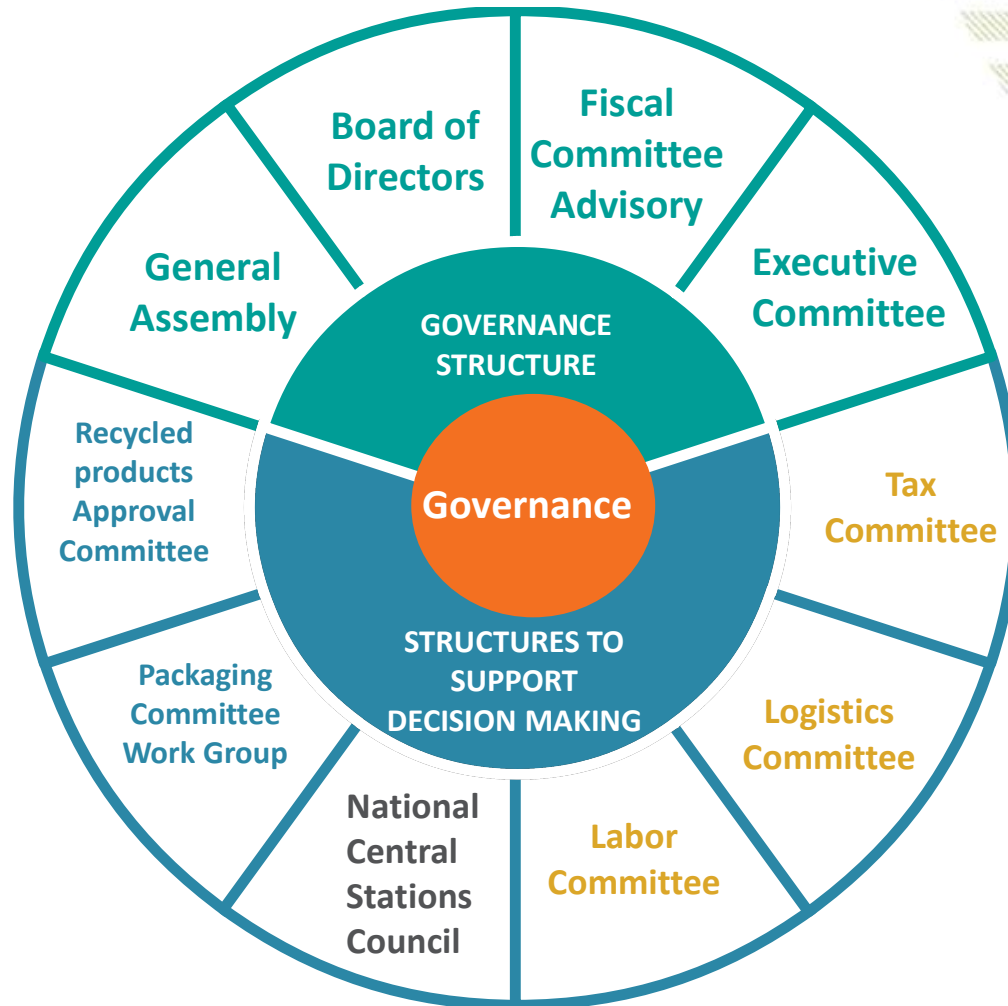 Board of
Directors
Fiscal
Committee
Advisory
General
Assembly
Executive
Committee
GOVERNANCE
STRUCTURE
Governance
Recycled
products
Approval
Committee
Tax
Committee
STRUCTURES TO
SUPPORT
DECISION MAKING
Packaging
Committee
Work Group
Logistics
Committee
National
Central
Stations
Council
Labor
Committee